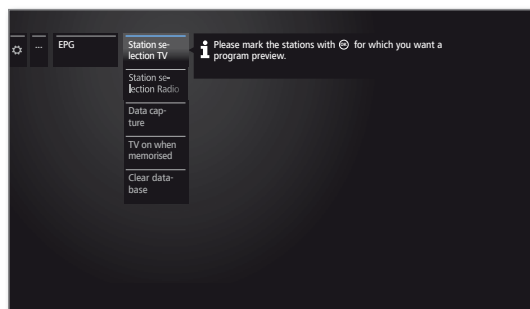 ...
EPG
Station se-
lection TV
Please mark the stations with OK for which you want a
program preview.
Station se-
lection Radio
Data cap-
ture
TV on when
memorised
Clear data-
base